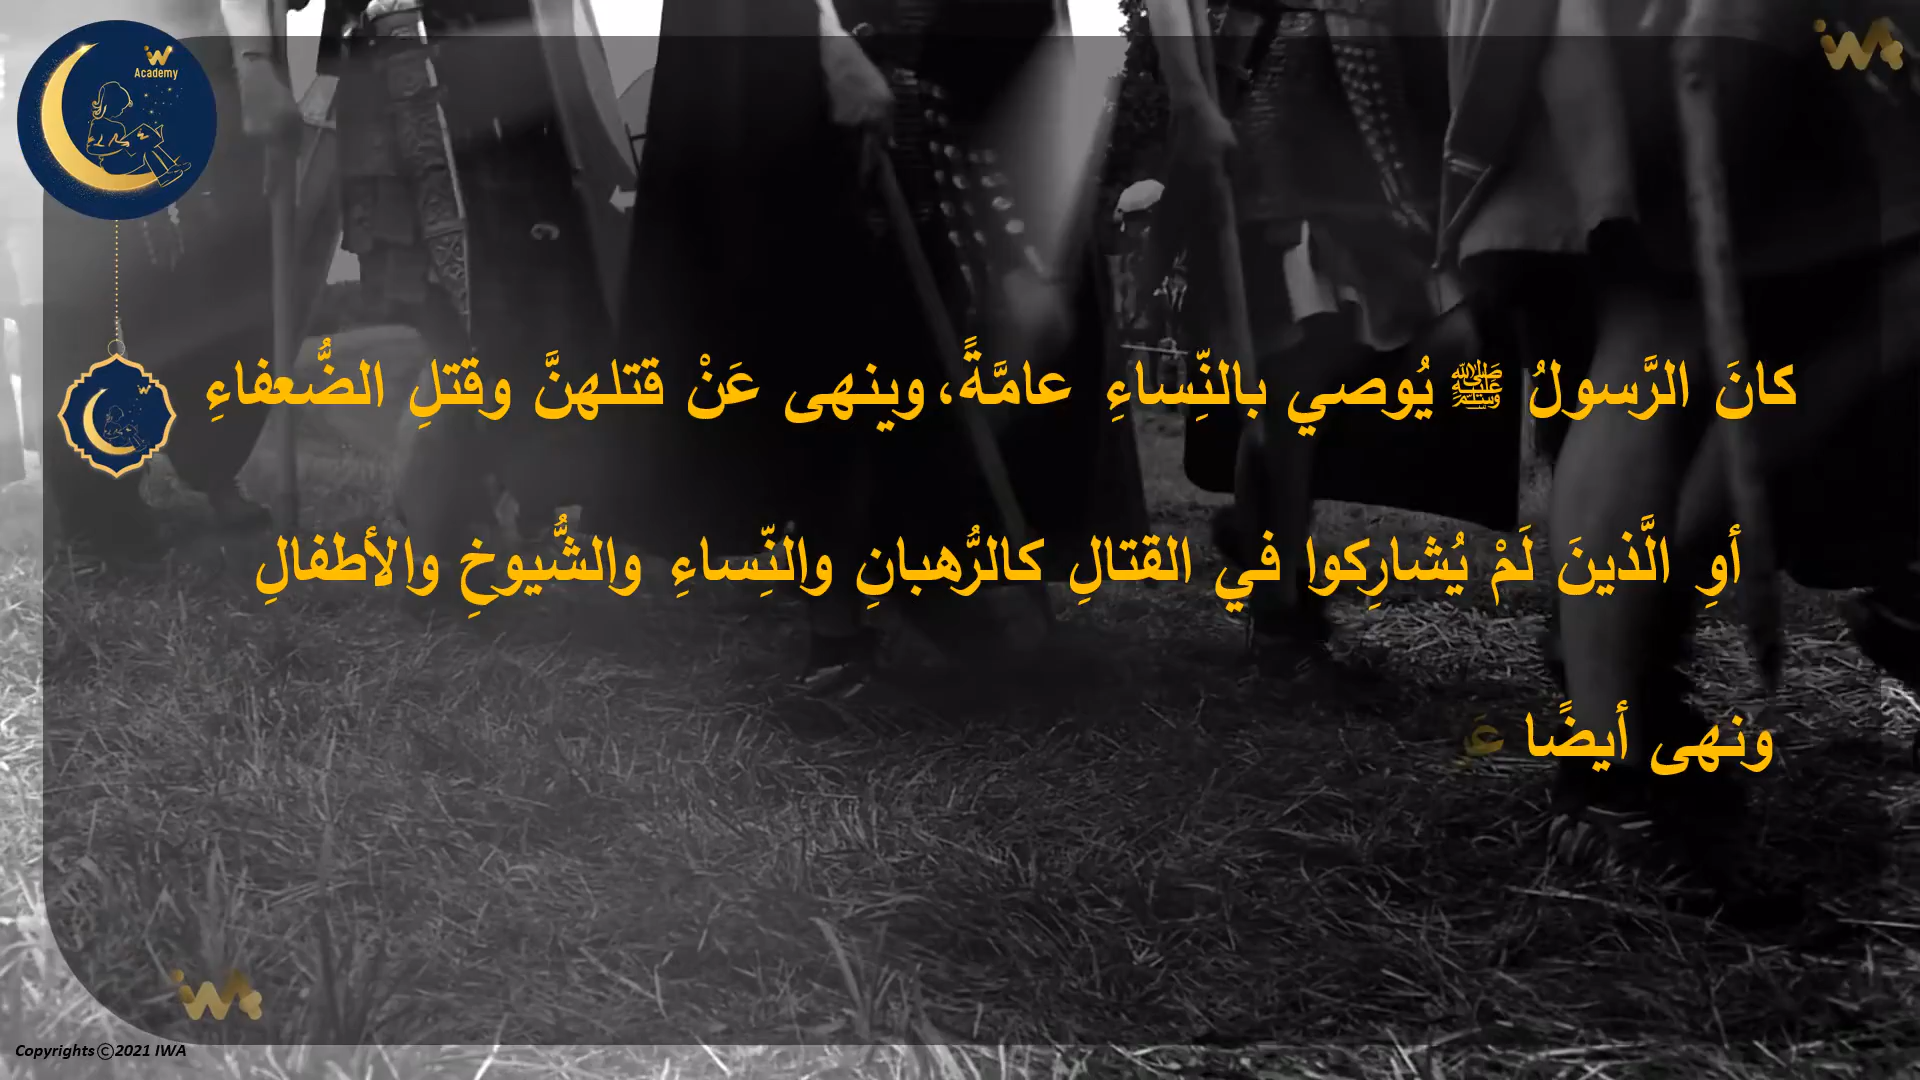 Academy
كانَ الرَّسولُ ﷺ يُوصي بالنِّساءِ عامَّةً، وينهى عَنْ قتلهنَّ وقتلِ الضُّعفاءِ
أوِ الَّذينَ لَمْ يُشارِكوا في القتالِ كالرُّهبانِ والنِّساءِ والشُّيوخِ والأطفالِ
ونهى أيضًا
Copyrights©2021 IWA